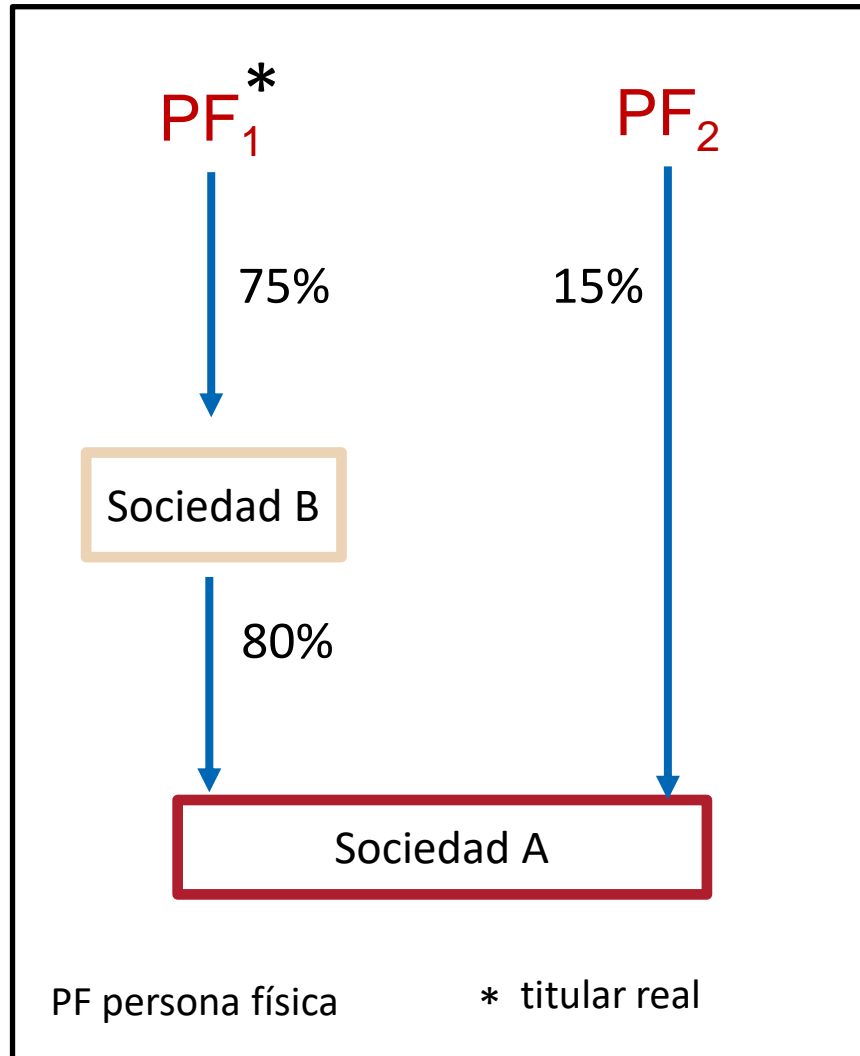 PF1* PF2
75% 15%
Sociedad B
80%
Sociedad A
PF persona física * titular real